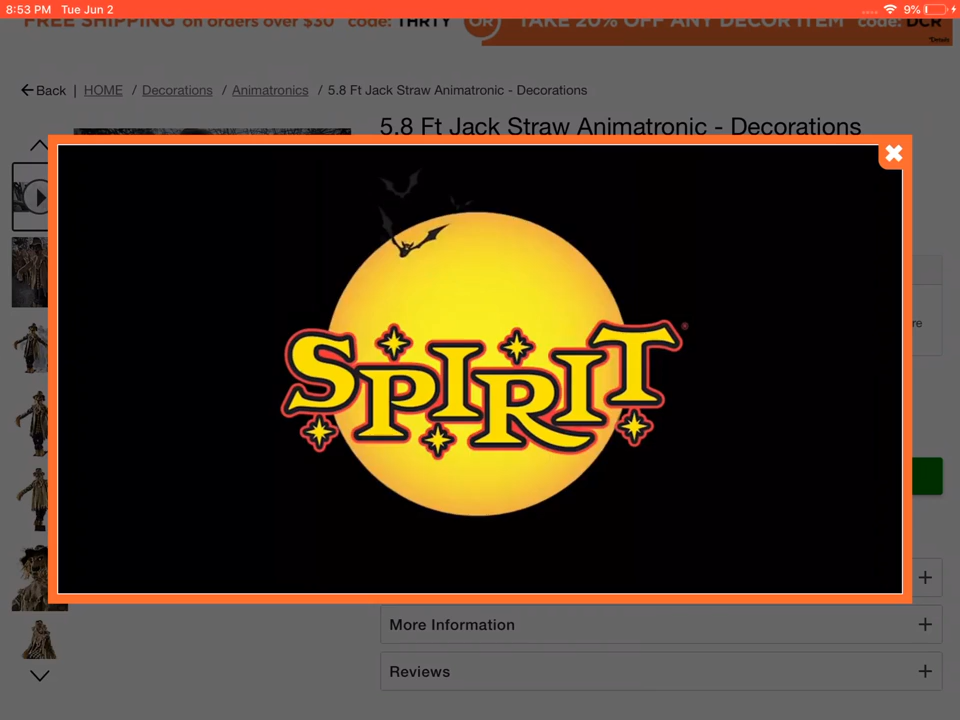 8:53 PM Tue Jun 2
9%
FREE SHIPPING on orders over $30 code: THRTY OR TAKE 20% OFF ANY DECOR ITEM code: DCR
*Details
Back | HOME / Decorations / Animatronics / 5.8 Ft Jack Straw Animatronic - Decorations
5.8 Ft Jack Straw Animatronic - Decorations
SPIRIT
®
re
More Information
Reviews